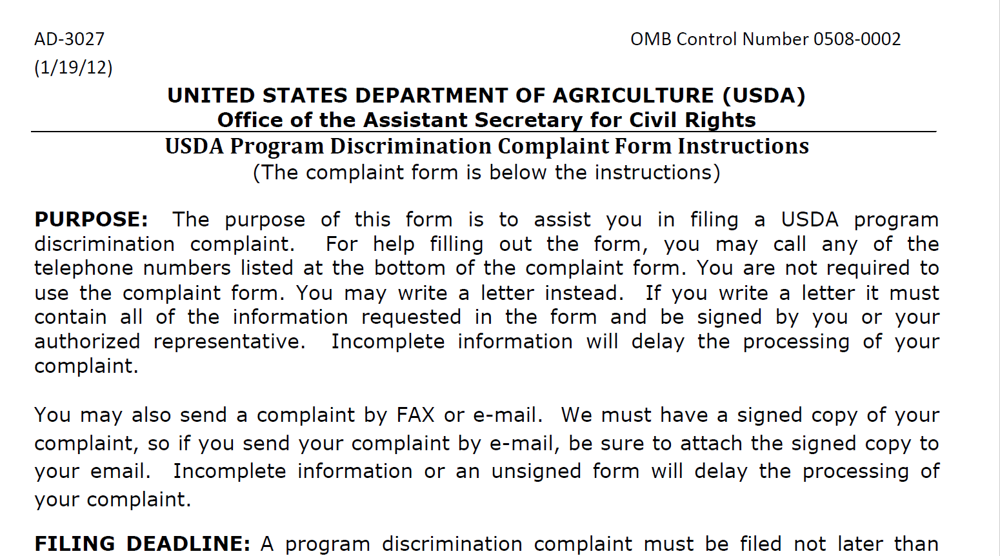 AD-3027
OMB Control Number 0508-0002
(1/19/12)
UNITED STATES DEPARTMENT OF AGRICULTURE (USDA)
Office of the Assistant Secretary for Civil Rights
USDA Program Discrimination Complaint Form Instructions
(The complaint form is below the instructions)
PURPOSE: The purpose of this form is to assist you in filing a USDA program
discrimination complaint. For help filling out the form, you may call any of the
telephone numbers listed at the bottom of the complaint form. You are not required to
use the complaint form. You may write a letter instead. If you write a letter it must
contain all of the information requested in the form and be signed by you or your
authorized representative. Incomplete information will delay the processing of your
complaint.
You may also send a complaint by FAX or e-mail. We must have a signed copy of your
complaint, so if you send your complaint by e-mail, be sure to attach the signed copy to
your email. Incomplete information or an unsigned form will delay the processing of
your complaint.
FILING DEADLINE: A program discrimination complaint must be filed not later than